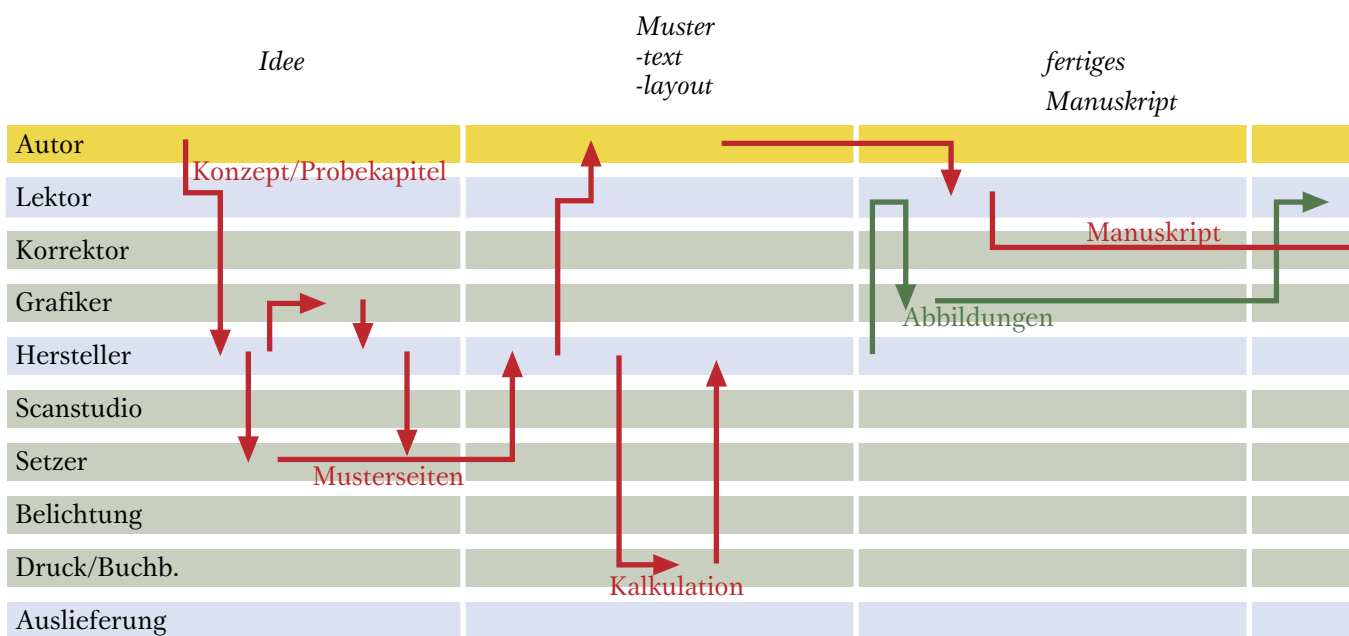 Idee
Muster
-text
-layout
fertiges
Manuskript
Autor
Konzept/Probekapitel
Lektor
Korrektor
Manuskript
Grafiker
Abbildungen
Hersteller
Scanstudio
Setzer
Musterseiten
Belichtung
Druck/Buchb.
Kalkulation
Auslieferung